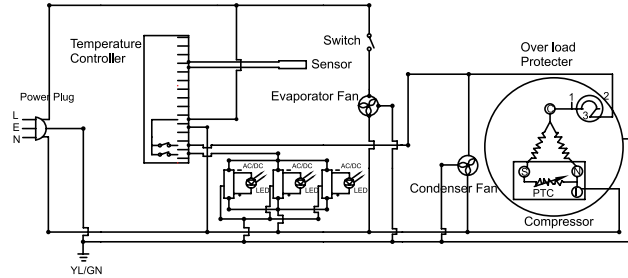 Temperature
Controller
Switch
Sensor
Over load
Protecter
Evaporator Fan
Power Plug
L
E
N
1
2
3
C
AC/DC
AC/DC
AC/DC
LED
LED
LED
S
N
PTC
Condenser Fan
Compressor
YL/GN